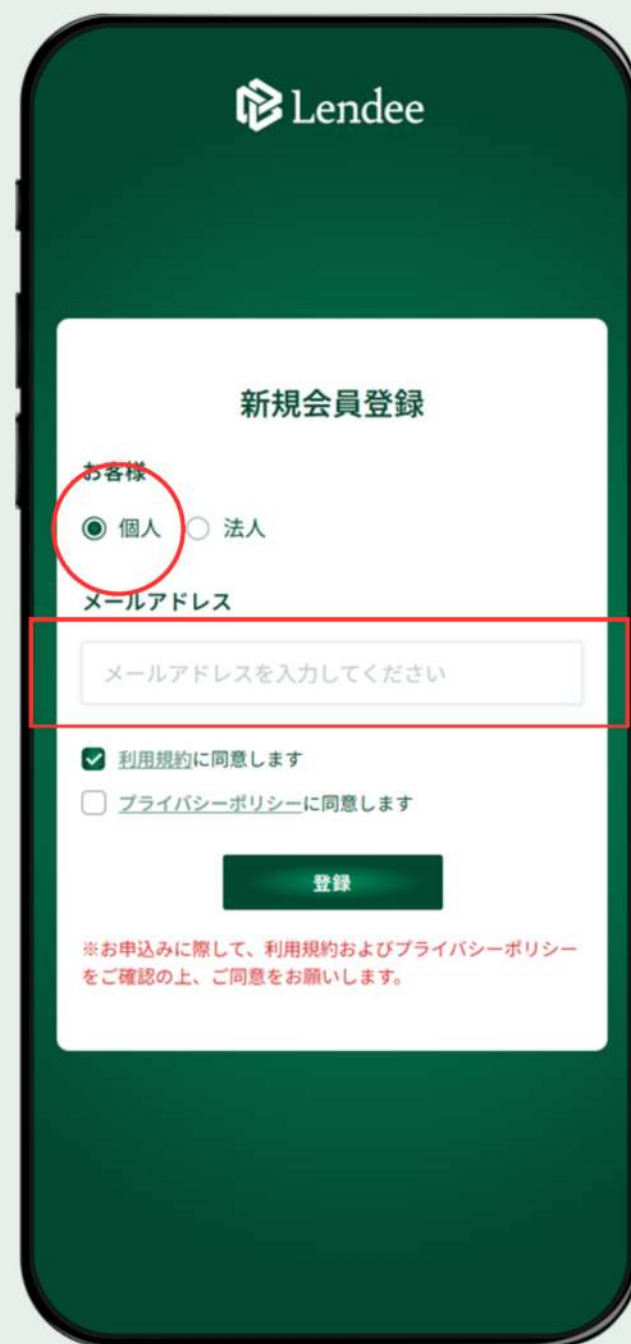 Lendee
新規会員登録
お客様
個人 法人
メールアドレス
メールアドレスを入力してください
利用規約に同意します
プライバシーポリシーに同意します
登録
※お申込みに際して、利用規約およびプライバシーポリシー
をご確認の上、ご同意をお願いします。